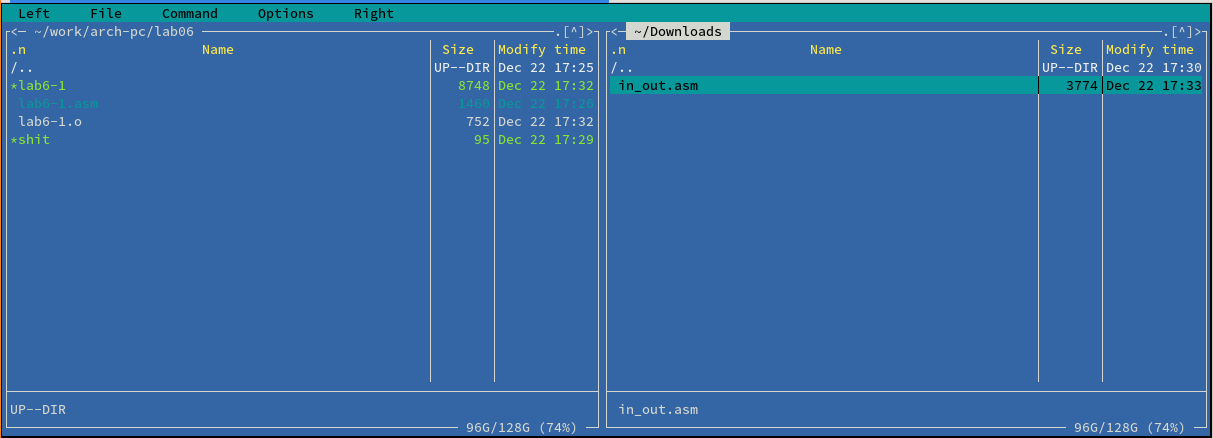 Left File Command Options Right
<─ ~/work/arch-pc/lab06 .[^]>
.n Name Size Modify time
/.. UP--DIR Dec 22 17:25
*lab6-1 8748 Dec 22 17:32
lab6-1.asm 1460 Dec 22 17:26
lab6-1.o 752 Dec 22 17:32
*shit 95 Dec 22 17:29
UP--DIR
96G/128G (74%)
<─ ~/Downloads .[^]>
.n Name Size Modify time
/.. UP--DIR Dec 22 17:30
in_out.asm 3774 Dec 22 17:33
in_out.asm
96G/128G (74%)